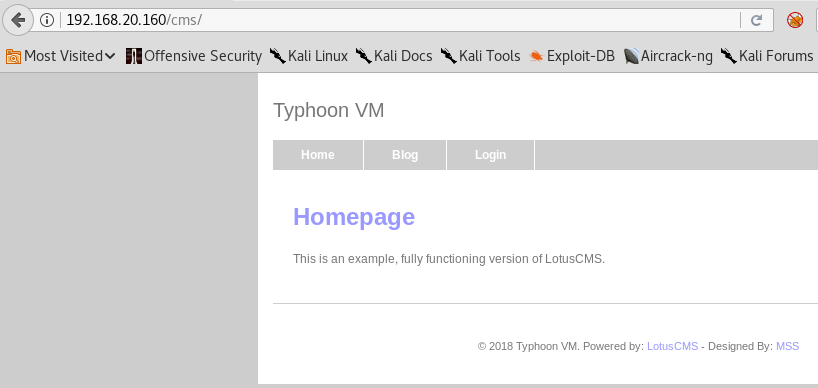 192.168.20.160/cms/
Most Visited Offensive Security Kali Linux Kali Docs Kali Tools Exploit-DB Aircrack-ng Kali Forums
Typhoon VM
Home Blog Login
Homepage
This is an example, fully functioning version of LotusCMS.
© 2018 Typhoon VM. Powered by: LotusCMS - Designed By: MSS